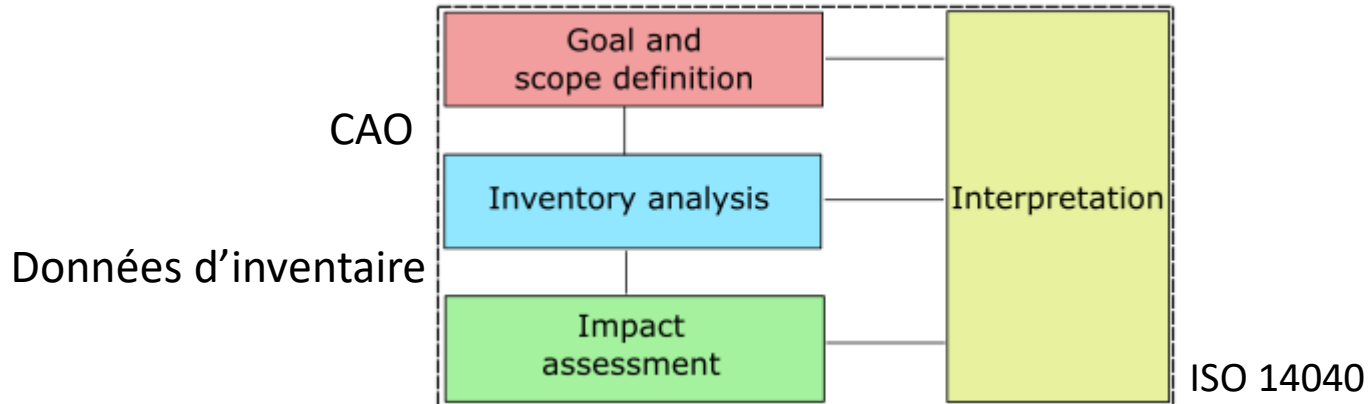 Goal and
scope definition
CAO
Inventory analysis
Interpretation
Données d’inventaire
Impact
assessment
ISO 14040